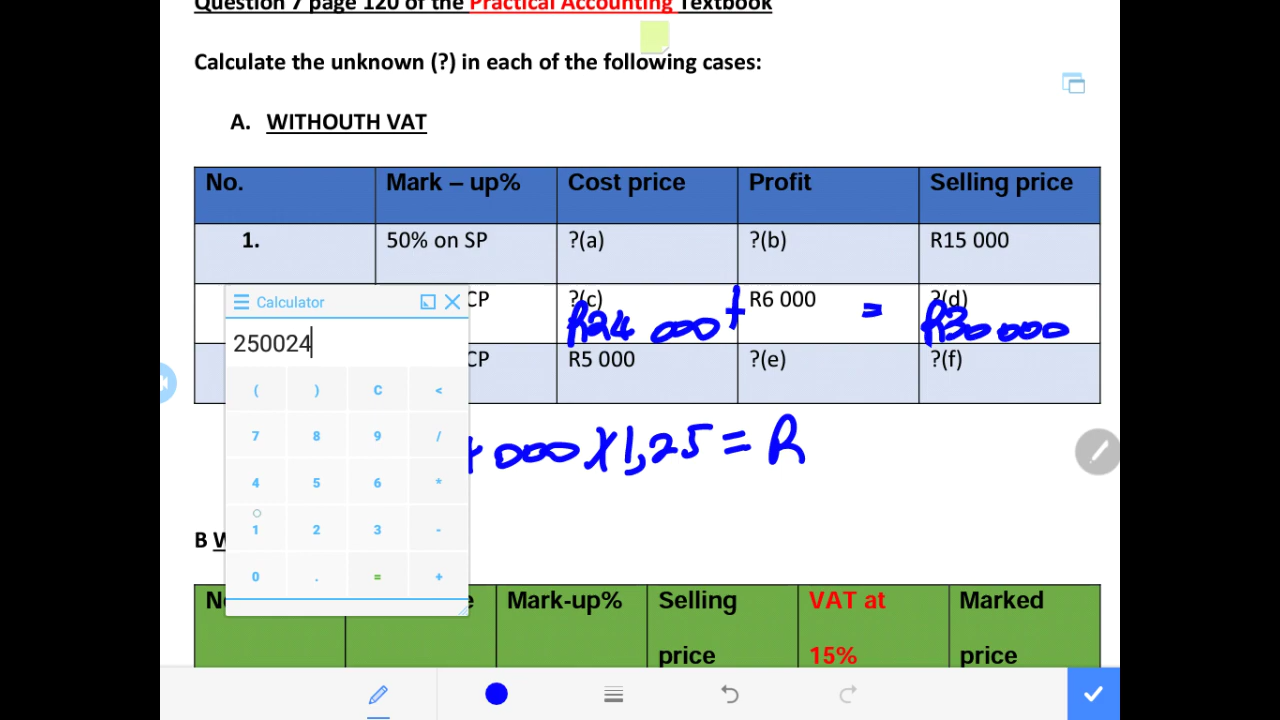 Question 7 page 120 of the Practical Accounting Textbook
Calculate the unknown (?) in each of the following cases:
A. WITHOUTH VAT
No. Mark – up% Cost price Profit Selling price
1. 50% on SP ?(a) ?(b) R15 000
CP ?(c) R6 000 ?(d)
R24 000 + = R30 000
CP R5 000 ?(e) ?(f)
Calculator
250024
( ) C <
7 8 9 /
4 5 6 *
1 2 3 -
0 . = +
000 X 1,25 = R
B
Mark-up% Selling price VAT at 15% Marked price